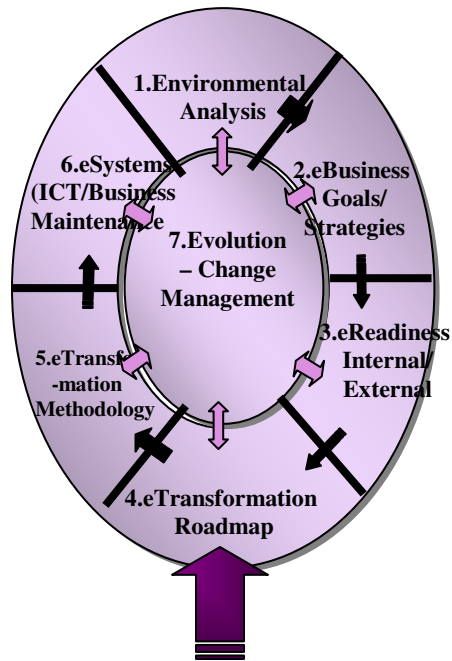 1.Environmental
Analysis
2.eBusiness
Goals/
Strategies
3.eReadiness
Internal/
External
4.eTransformation
Roadmap
5.eTransfor
-mation
Methodology
6.eSystems
(ICT/Business
Maintenance
7.Evolution
– Change
Management